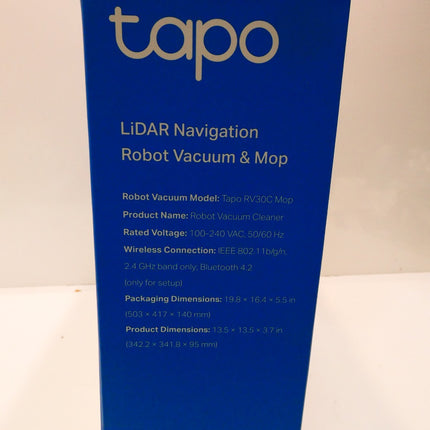 tapo
LiDAR Navigation
Robot Vacuum & Mop
Robot Vacuum Model: Tapo RV30C Mop
Product Name: Robot Vacuum Cleaner
Rated Voltage: 100-240 VAC, 50/60 Hz
Wireless Connection: IEEE 802.11b/g/n,
2.4 GHz band only; Bluetooth 4.2
(only for setup)
Packaging Dimensions: 19.8 × 16.4 × 5.5 in
(503 × 417 × 140 mm)
Product Dimensions: 13.5 × 13.5 × 3.7 in
(342.2 × 341.8 × 95 mm)